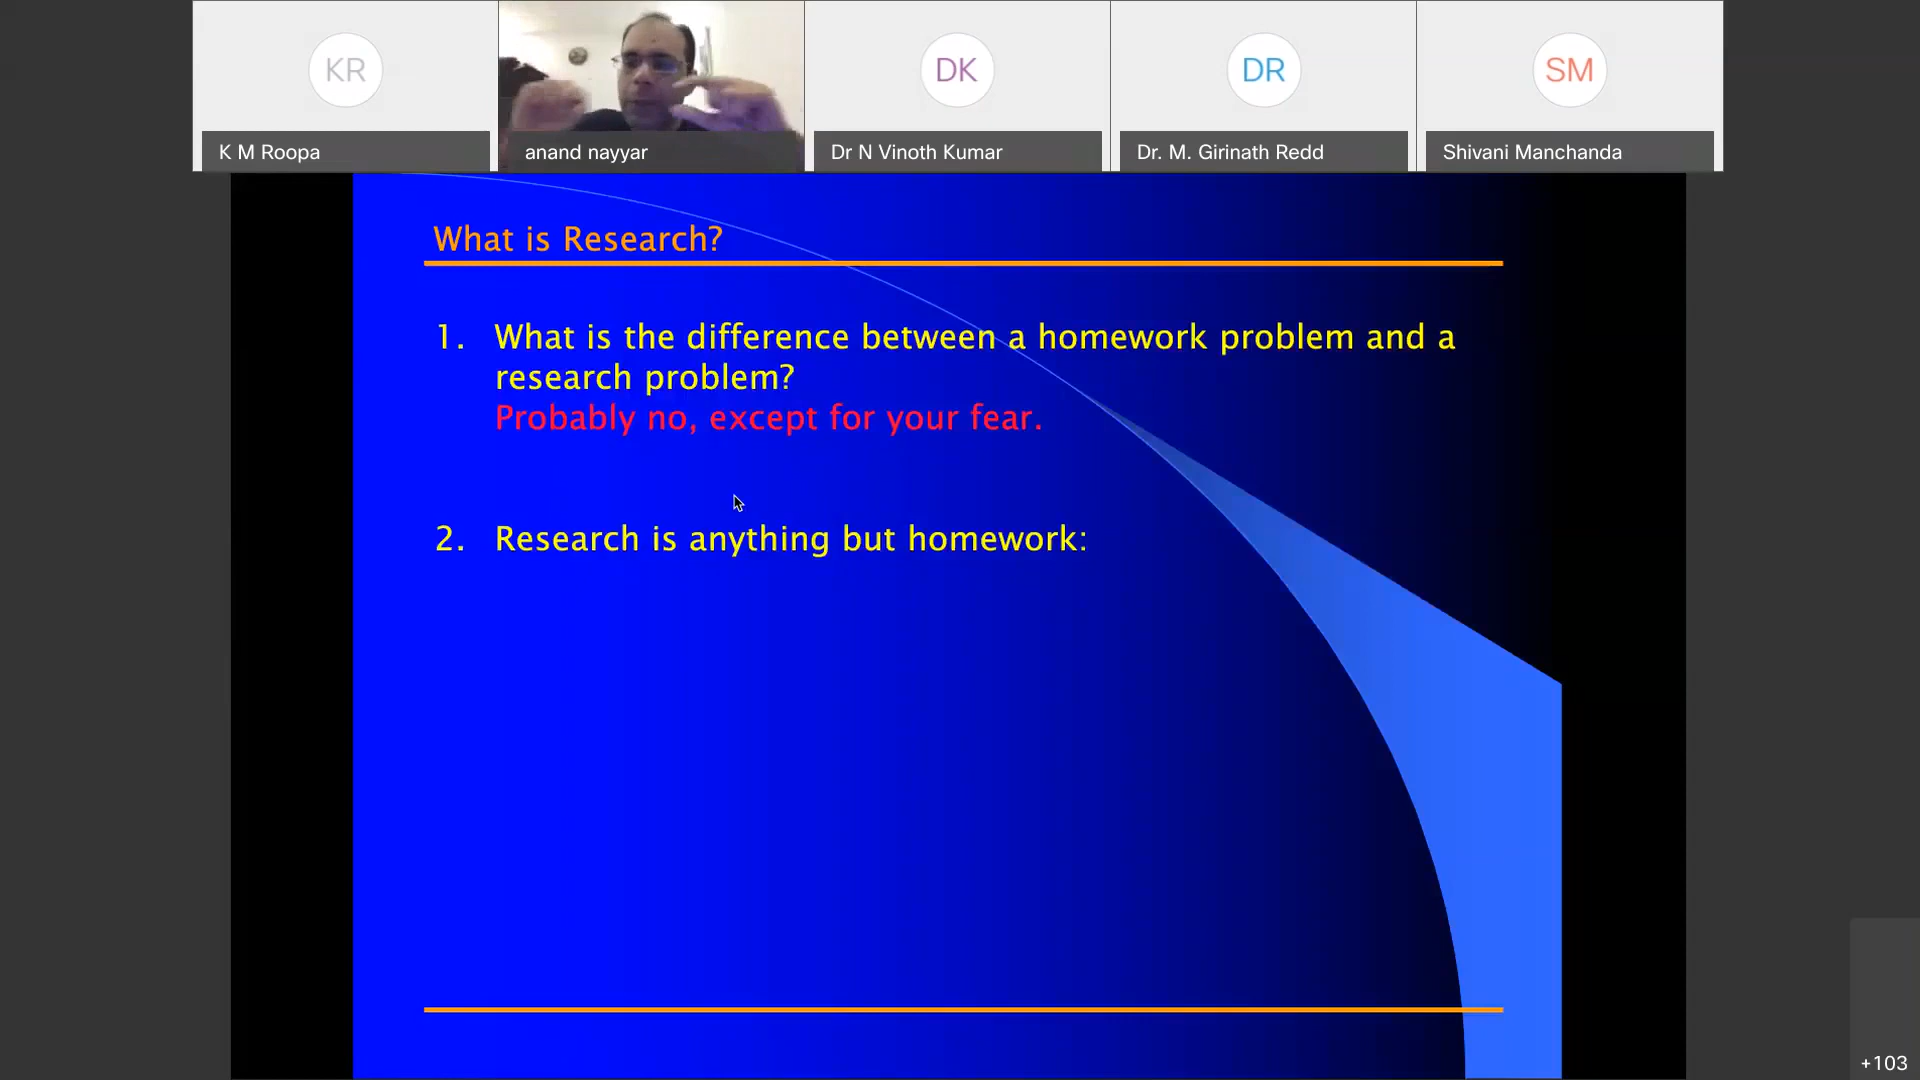 KR
DK
DR
SM
K M Roopa
anand nayyar
Dr N Vinoth Kumar
Dr. M. Girinath Redd
Shivani Manchanda
What is Research?
1. What is the difference between a homework problem and a
research problem?
Probably no, except for your fear.
2. Research is anything but homework:
+103